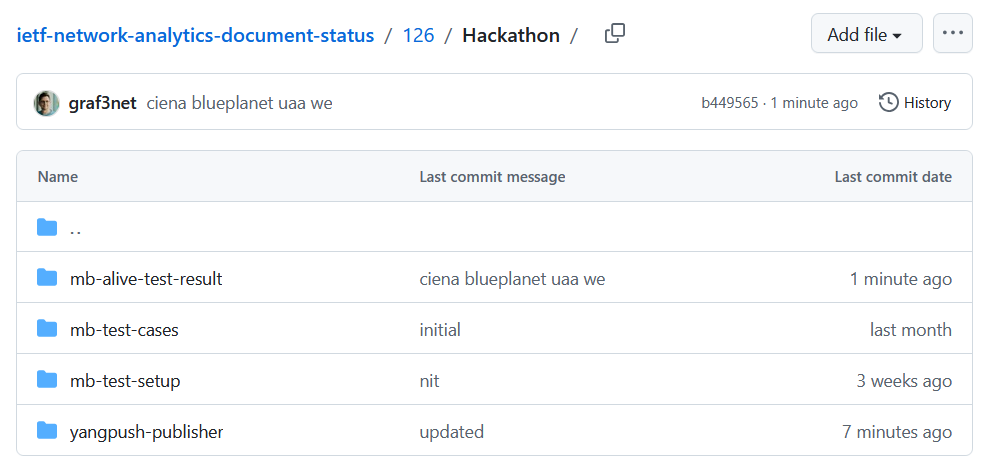 ietf-network-analytics-document-status / 126 / Hackathon / Add file ...
graf3net ciena blueplanet uaa we b449565 · 1 minute ago History
Name Last commit message Last commit date
..
mb-alive-test-result ciena blueplanet uaa we 1 minute ago
mb-test-cases initial last month
mb-test-setup nit 3 weeks ago
yangpush-publisher updated 7 minutes ago